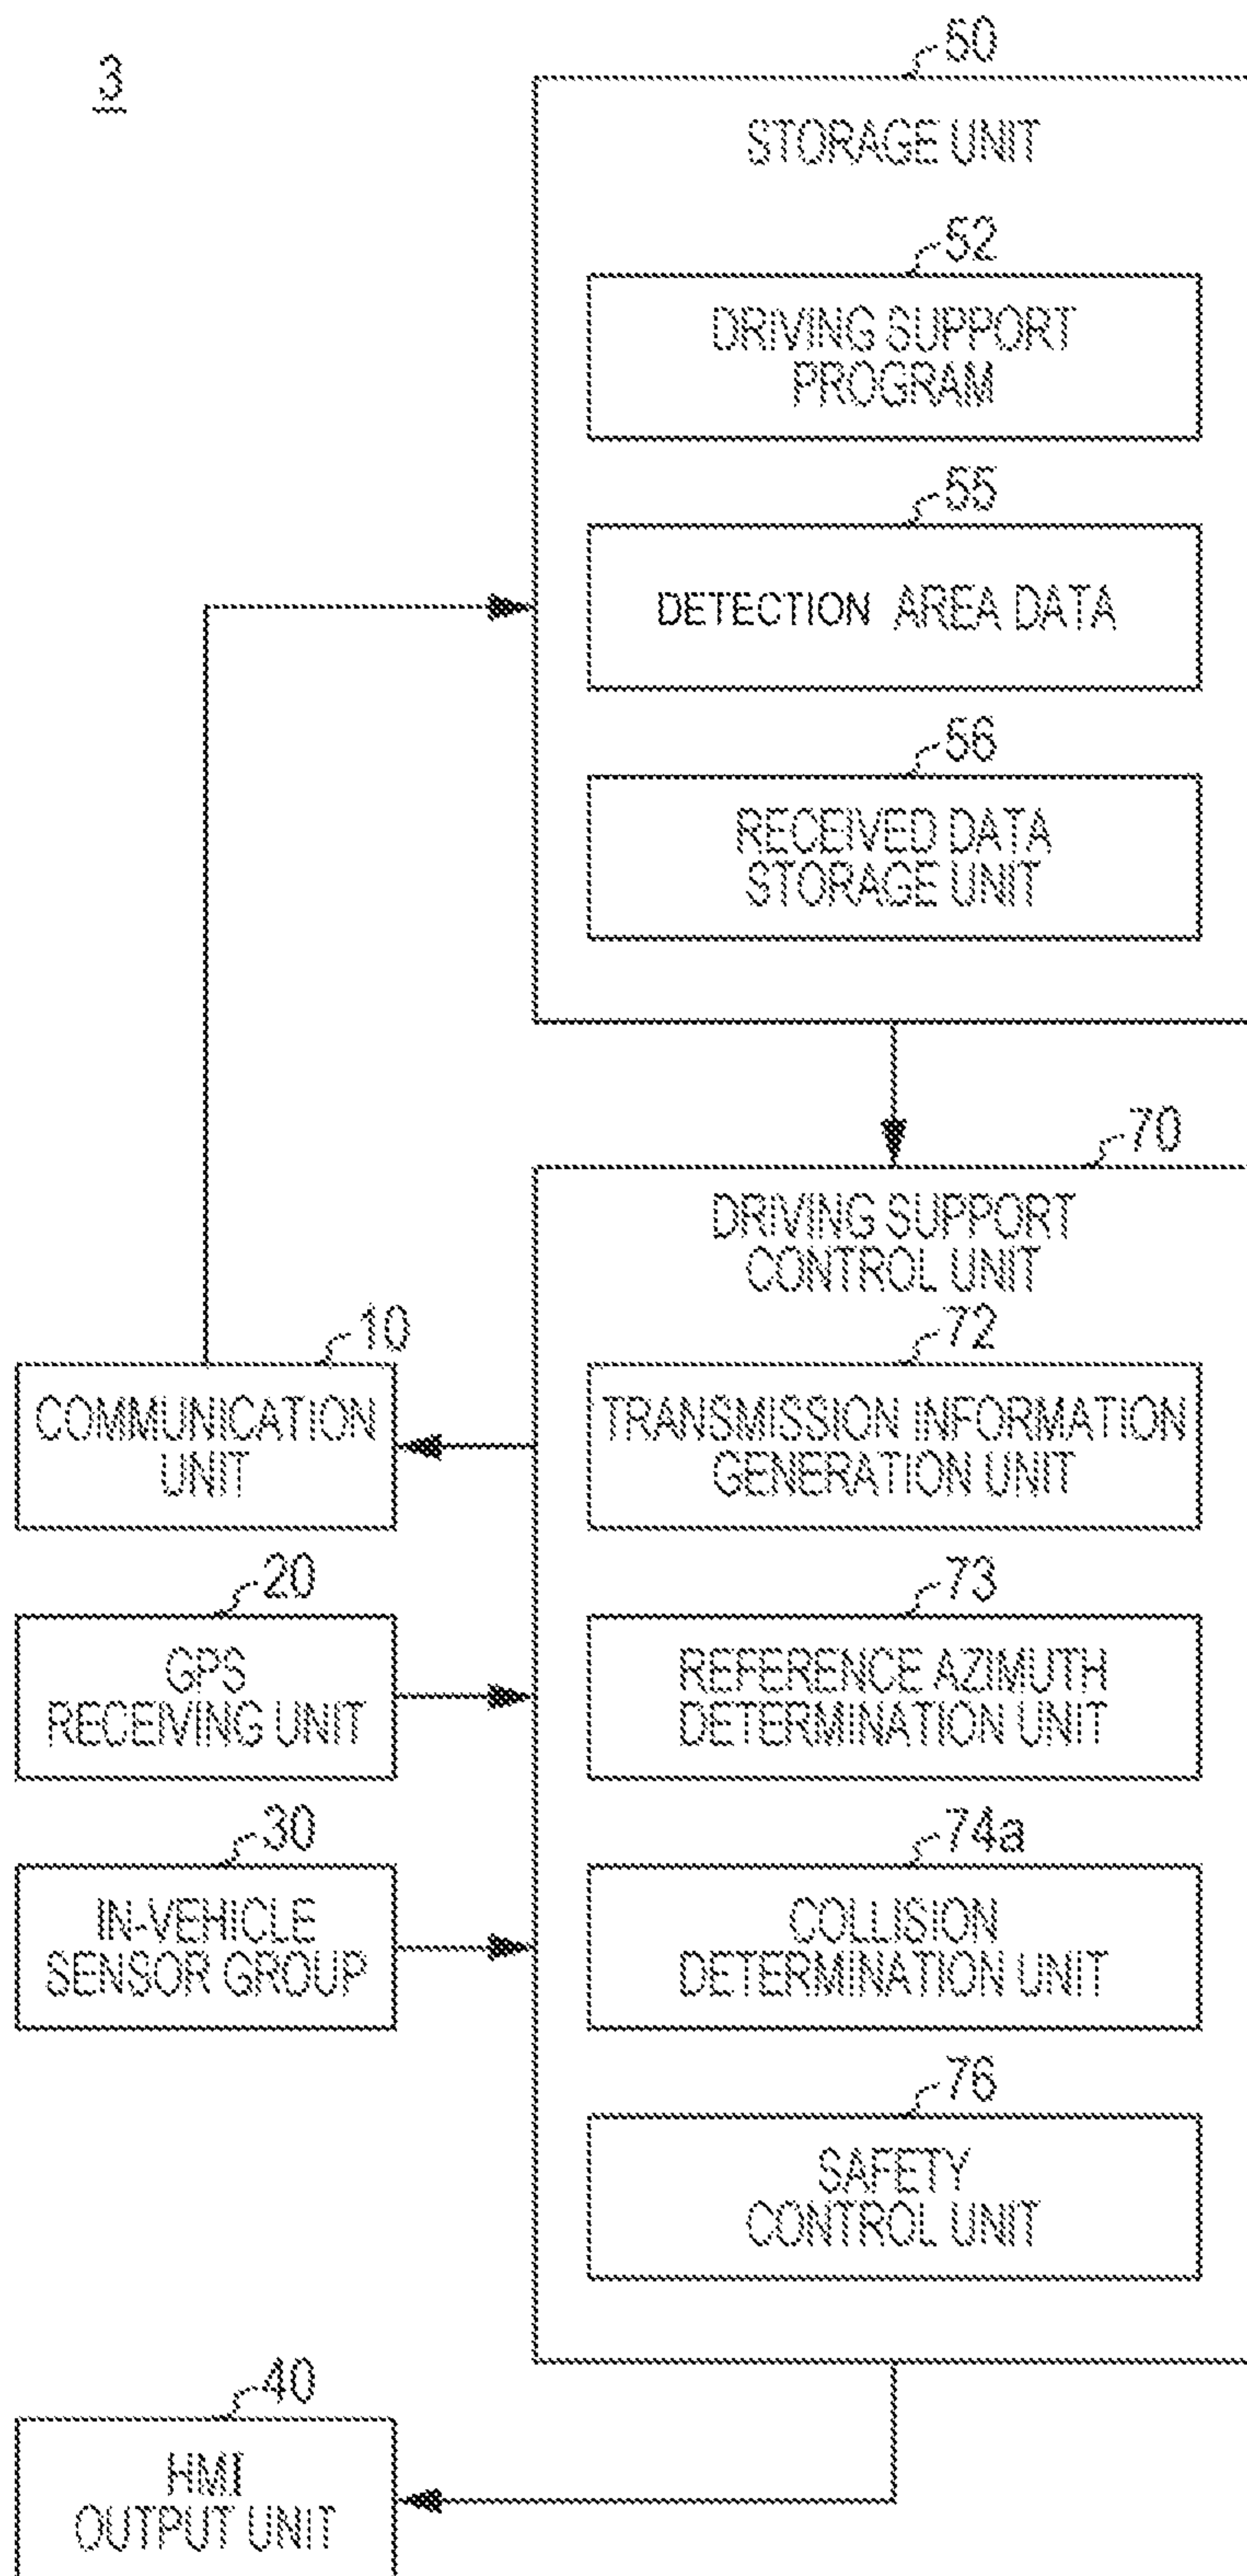 3
50
STORAGE UNIT
52
DRIVING SUPPORT
PROGRAM
55
DETECTION AREA DATA
56
RECEIVED DATA
STORAGE UNIT
70
DRIVING SUPPORT
CONTROL UNIT
10
COMMUNICATION
UNIT
72
TRANSMISSION INFORMATION
GENERATION UNIT
20
GPS
RECEIVING UNIT
73
REFERENCE AZIMUTH
DETERMINATION UNIT
30
IN-VEHICLE
SENSOR GROUP
74a
COLLISION
DETERMINATION UNIT
76
SAFETY
CONTROL UNIT
40
HMI
OUTPUT UNIT